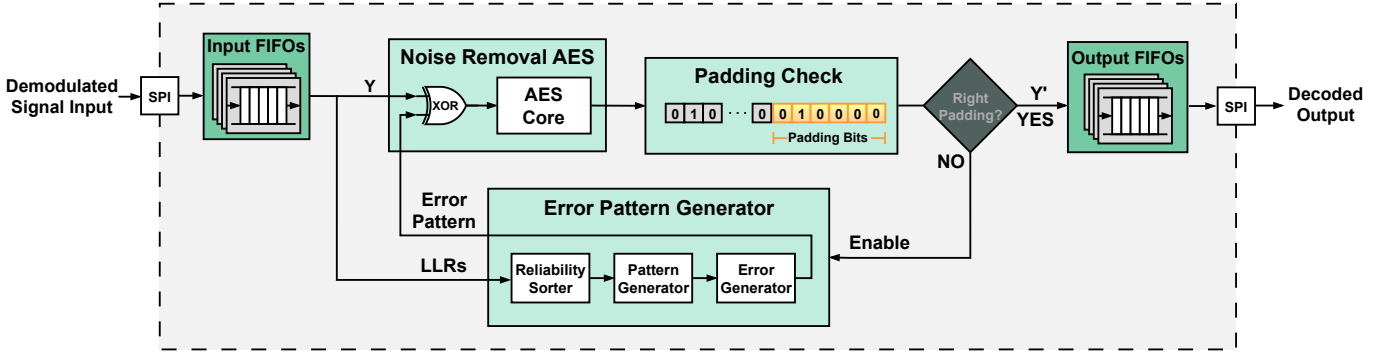 Demodulated
Signal Input
SPI
Input FIFOs
Y
Noise Removal AES
XOR
AES
Core
Padding Check
0 1 0 · · · 0 0 1 0 0 0 0
Padding Bits
Right
Padding?
Y'
YES
NO
Output FIFOs
SPI
Decoded
Output
Error
Pattern
LLRs
Error Pattern Generator
Reliability
Sorter
Pattern
Generator
Error
Generator
Enable